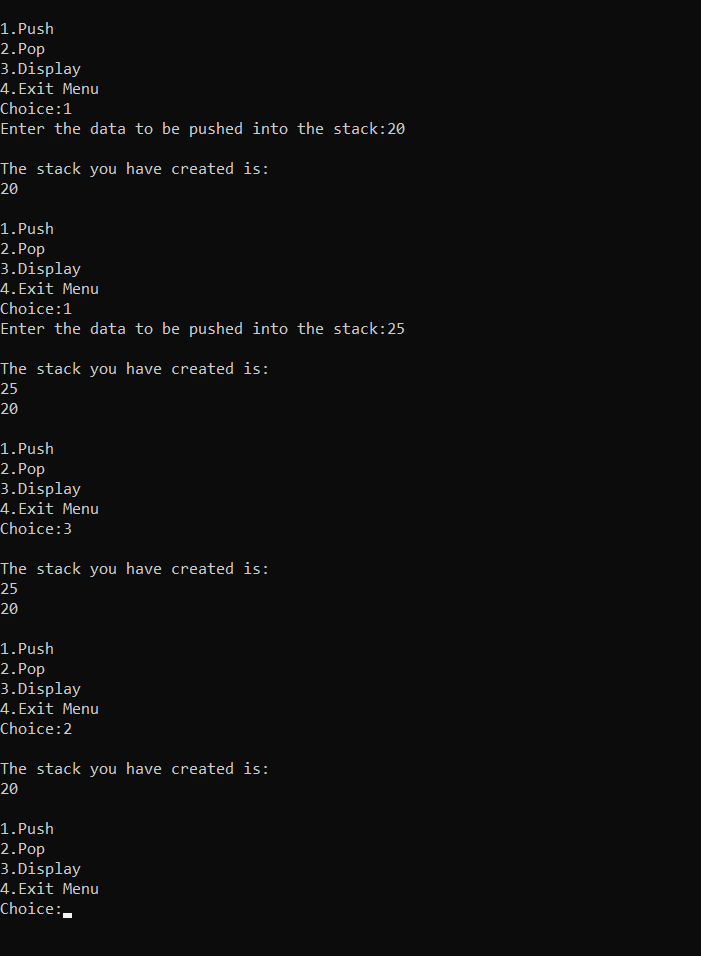 1.Push
2.Pop
3.Display
4.Exit Menu
Choice:1
Enter the data to be pushed into the stack:20
The stack you have created is:
20
1.Push
2.Pop
3.Display
4.Exit Menu
Choice:1
Enter the data to be pushed into the stack:25
The stack you have created is:
25
20
1.Push
2.Pop
3.Display
4.Exit Menu
Choice:3
The stack you have created is:
25
20
1.Push
2.Pop
3.Display
4.Exit Menu
Choice:2
The stack you have created is:
20
1.Push
2.Pop
3.Display
4.Exit Menu
Choice: